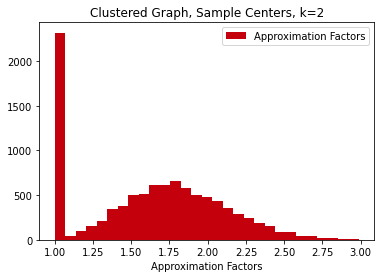 Clustered Graph, Sample Centers, k=2
Approximation Factors
2000
1500
1000
500
0
1.00 1.25 1.50 1.75 2.00 2.25 2.50 2.75 3.00
Approximation Factors